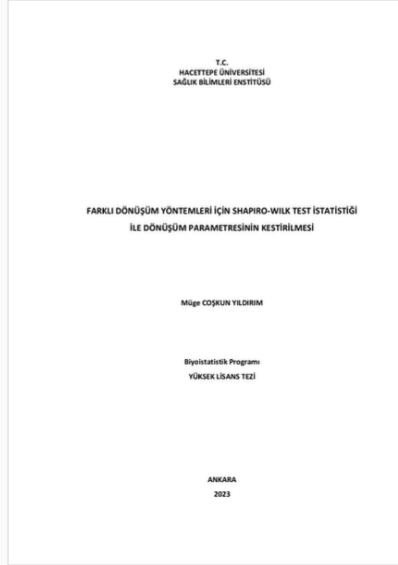 T.C.
HACETTEPE ÜNİVERSİTESİ
SAĞLIK BİLİMLERİ ENSTİTÜSÜ
FARKLI DÖNÜŞÜM YÖNTEMLERİ İÇİN SHAPIRO-WILK TEST İSTATİSTİĞİ
İLE DÖNÜŞÜM PARAMETRESİNİN KESTİRİLMESİ
Müge COŞKUN YILDIRIM
Biyoistatistik Programı
YÜKSEK LİSANS TEZİ
ANKARA
2023